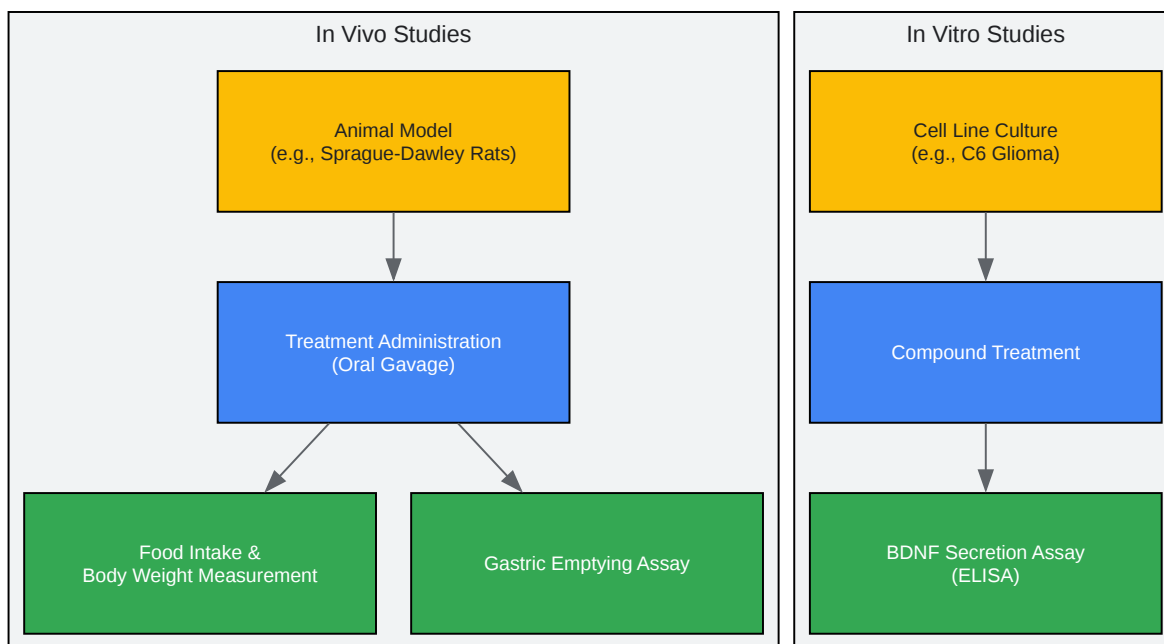 In Vivo Studies
Animal Model
(e.g., Sprague-Dawley Rats)
Treatment Administration
(Oral Gavage)
Food Intake &
Body Weight Measurement
Gastric Emptying Assay
In Vitro Studies
Cell Line Culture
(e.g., C6 Glioma)
Compound Treatment
BDNF Secretion Assay
(ELISA)